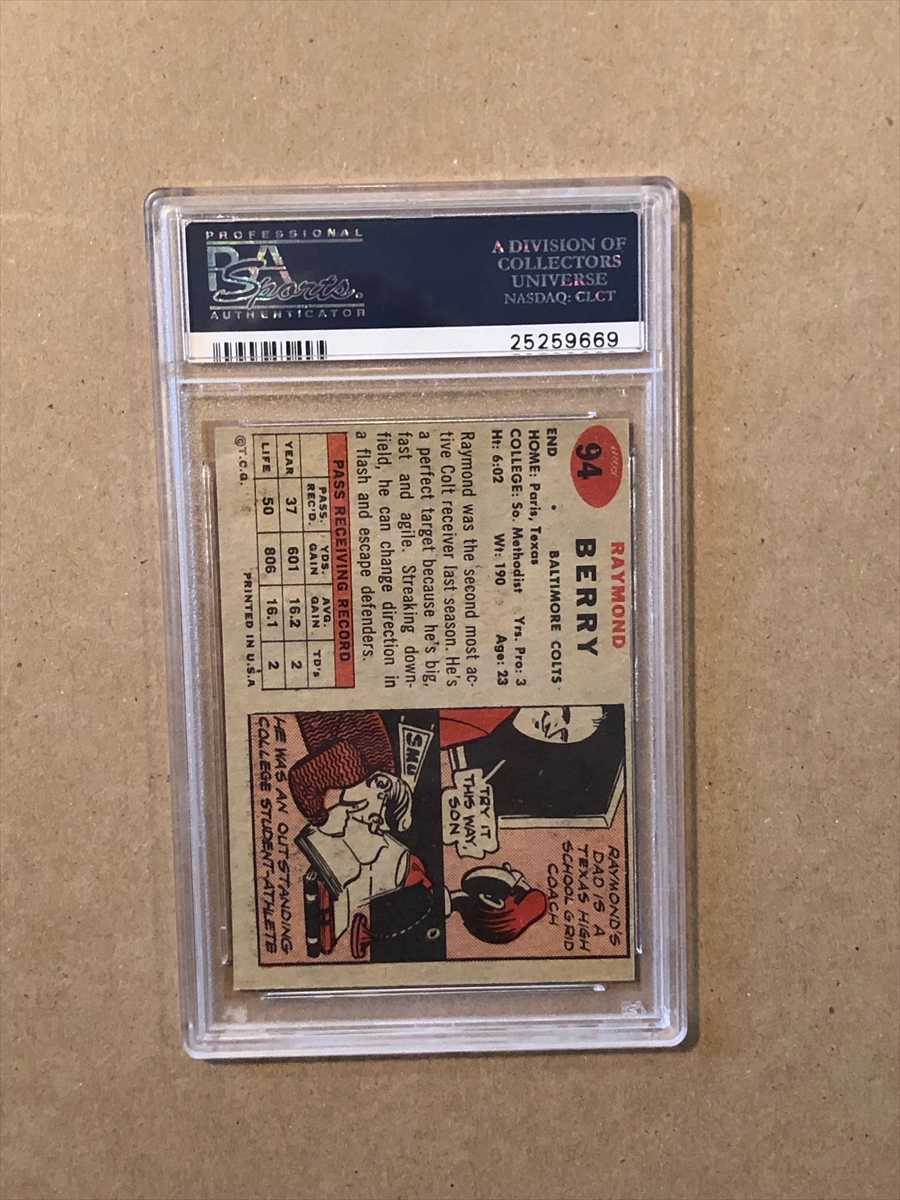 PROFESSIONAL
PSA
Sports
AUTHENTICATOR
A DIVISION OF
COLLECTORS
UNIVERSE
NASDAQ: CLCT
25259669
94
RAYMOND
BERRY
END • BALTIMORE COLTS
HOME: Paris, Texas
COLLEGE: So. Methodist Yrs. Pro: 3
Ht: 6:02 Wt: 190 Age: 23
Raymond was the second most ac-
tive Colt receiver last season. He's
a perfect target because he's big,
fast and agile. Streaking down-
field, he can change direction in
a flash and escape defenders.
PASS RECEIVING RECORD
YEAR PASS. REC'D. YDS. GAIN AVG. GAIN TD's
YEAR 37 601 16.2 2
LIFE 50 806 16.1 2
©T.C.G. PRINTED IN U.S.A
RAYMOND'S
DAD IS A
TEXAS HIGH
SCHOOL GRID
COACH
TRY IT
THIS WAY,
SON
SMU
HE WAS AN OUTSTANDING
COLLEGE STUDENT-ATHLETE